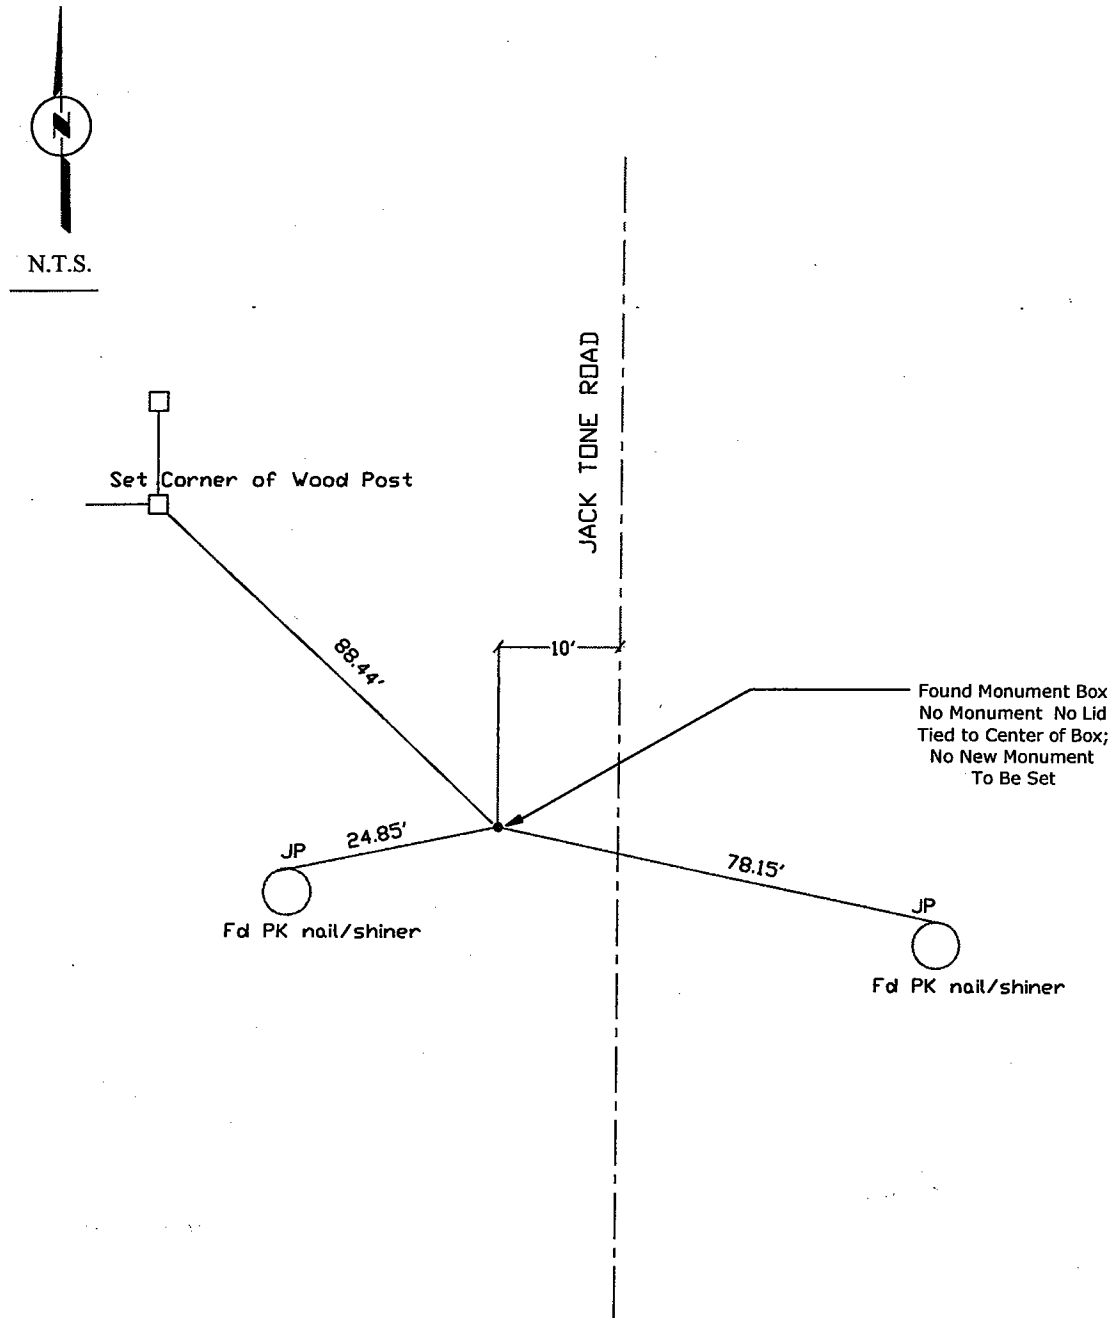 N
N.T.S.
JACK TONE ROAD
Set Corner of Wood Post
88.44'
10'
Found Monument Box
No Monument No Lid
Tied to Center of Box;
No New Monument
To Be Set
24.85'
JP
Fd PK nail/shiner
78.15'
JP
Fd PK nail/shiner